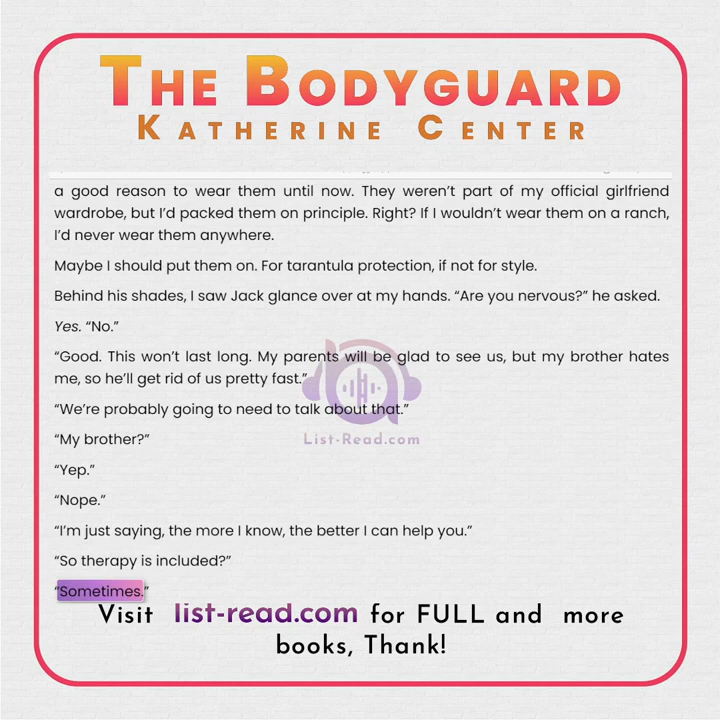 THE BODYGUARD
KATHERINE CENTER
a good reason to wear them until now. They weren’t part of my official girlfriend
wardrobe, but I’d packed them on principle. Right? If I wouldn’t wear them on a ranch,
I’d never wear them anywhere.
Maybe I should put them on. For tarantula protection, if not for style.
Behind his shades, I saw Jack glance over at my hands. “Are you nervous?” he asked.
Yes. “No.”
“Good. This won’t last long. My parents will be glad to see us, but my brother hates
me, so he’ll get rid of us pretty fast.”
“We’re probably going to need to talk about that.”
List-Read.com
“My brother?”
“Yep.”
“Nope.”
“I’m just saying, the more I know, the better I can help you.”
“So therapy is included?”
“Sometimes.”
Visit list-read.com for FULL and more
books, Thank!